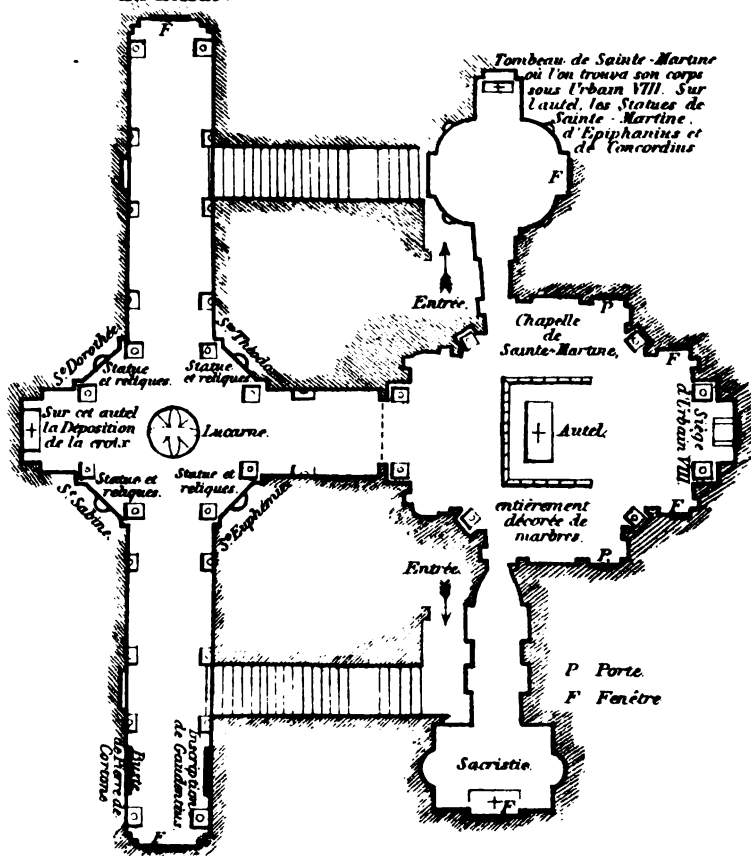 F
Tombeau de Sainte-Martine
où l'on trouva son corps
sous Urbain VIII. Sur
l'autel, les Statues de
Sainte-Martine,
d'Epiphanius et
de Concordius
F
Entrée.
Chapelle
de
Sainte-Martine,
P
F
Ste Dorothée
Statue
et reliques.
Ste Théodora
Statue
et reliques
Sur cet autel
la Déposition
de la croix
Lucarne.
Autel,
Siège
d'Urbain VIII
Statue et
reliques.
Ste Sabine.
Statue et
reliques.
Ste Euphémie
entièrement
décorée de
marbres.
F
P.
Entrée.
P Porte.
F Fenêtre
Buste
de Pierre de
Cortone
Inscription
de Gaudentius.
Sacristie.
F
F